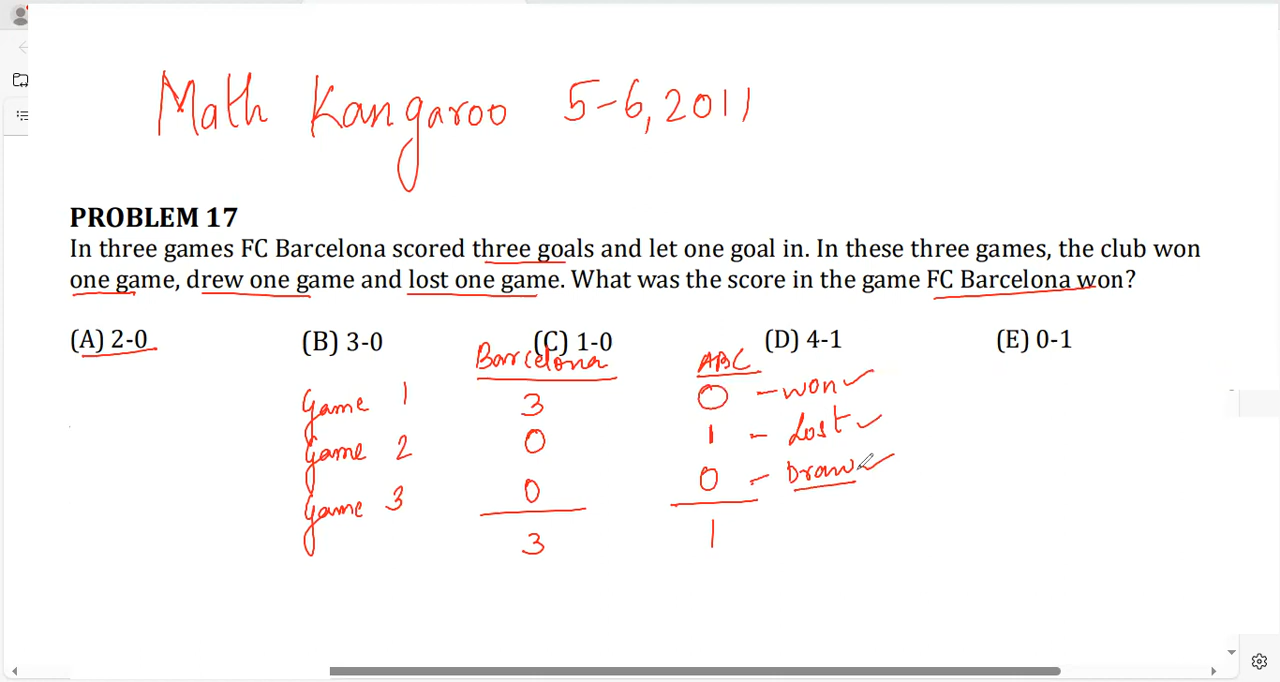 Math Kangaroo 5-6, 2011
PROBLEM 17
In three games FC Barcelona scored three goals and let one goal in. In these three games, the club won
one game, drew one game and lost one game. What was the score in the game FC Barcelona won?
(A) 2-0 (B) 3-0 (C) 1-0 (D) 4-1 (E) 0-1
Barcelona ABC
Game 1 3 0 - won ✓
Game 2 0 1 - Lost ✓
Game 3 0 0 - Draw ✓
3 1